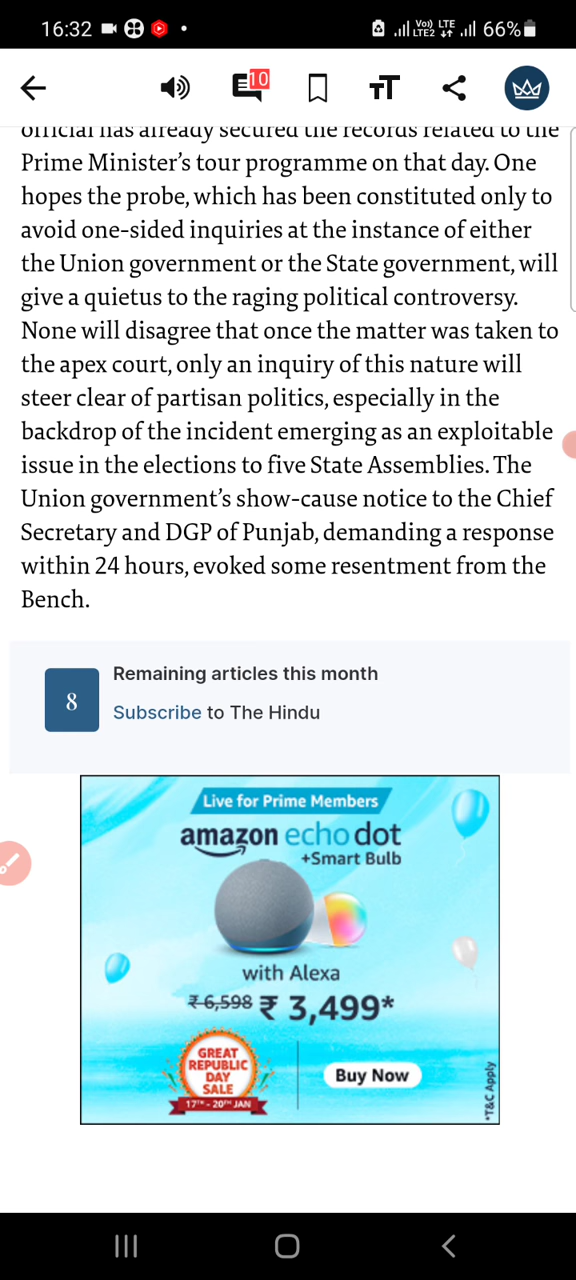 16:32
Vo) LTE
LTE2
66%
10
TT
official has already secured the records related to the
Prime Minister’s tour programme on that day. One
hopes the probe, which has been constituted only to
avoid one-sided inquiries at the instance of either
the Union government or the State government, will
give a quietus to the raging political controversy.
None will disagree that once the matter was taken to
the apex court, only an inquiry of this nature will
steer clear of partisan politics, especially in the
backdrop of the incident emerging as an exploitable
issue in the elections to five State Assemblies. The
Union government’s show-cause notice to the Chief
Secretary and DGP of Punjab, demanding a response
within 24 hours, evoked some resentment from the
Bench.
8
Remaining articles this month
Subscribe to The Hindu
Live for Prime Members
amazon echo dot
+Smart Bulb
with Alexa
₹ 6,598 ₹ 3,499*
GREAT
REPUBLIC
DAY
SALE
17TH - 20TH JAN
Buy Now
*T&C Apply